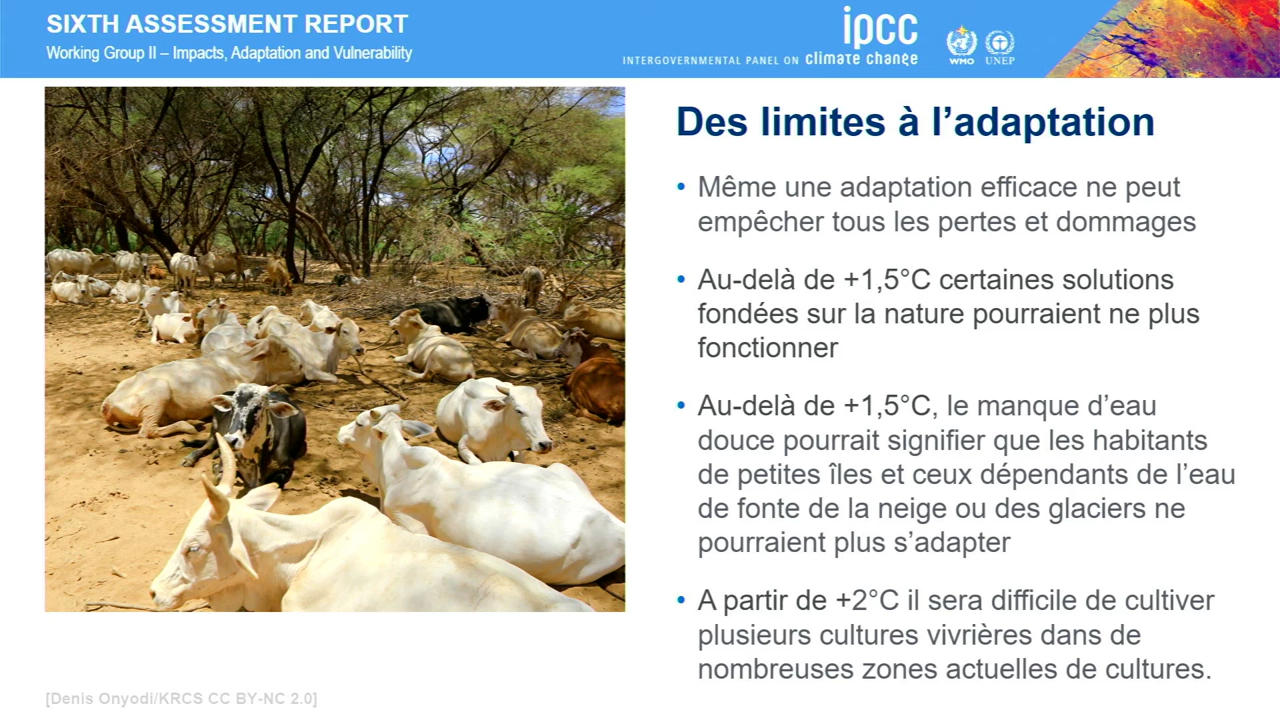 SIXTH ASSESSMENT REPORT
Working Group II – Impacts, Adaptation and Vulnerability
ipcc
INTERGOVERNMENTAL PANEL ON climate change
WMO
UNEP
Des limites à l’adaptation
• Même une adaptation efficace ne peut
empêcher tous les pertes et dommages
• Au-delà de +1,5°C certaines solutions
fondées sur la nature pourraient ne plus
fonctionner
• Au-delà de +1,5°C, le manque d’eau
douce pourrait signifier que les habitants
de petites îles et ceux dépendants de l’eau
de fonte de la neige ou des glaciers ne
pourraient plus s’adapter
• A partir de +2°C il sera difficile de cultiver
plusieurs cultures vivrières dans de
nombreuses zones actuelles de cultures.
[Denis Onyodi/KRCS CC BY-NC 2.0]